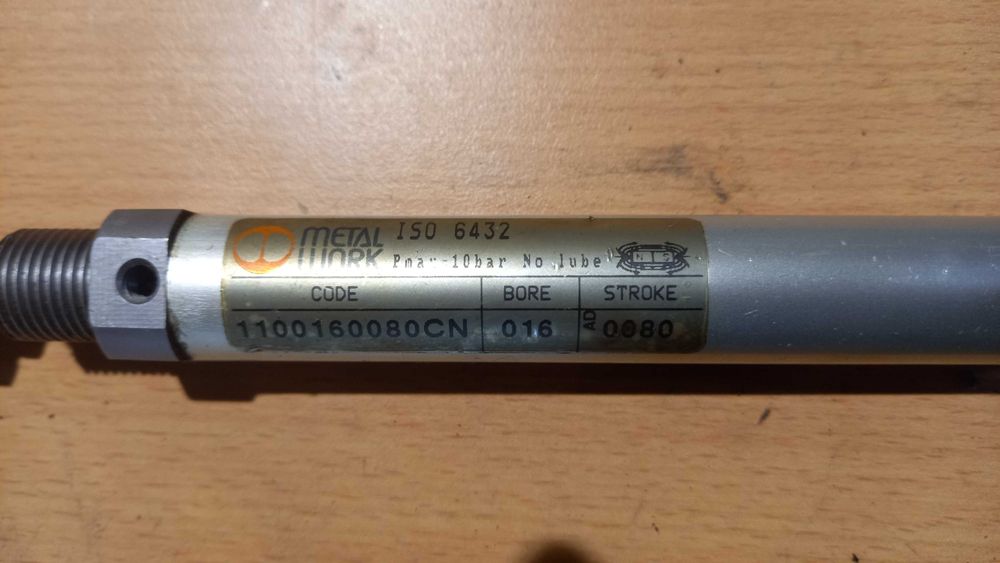 METAL WORK
ISO 6432
Pmax-10bar No lube
CODE BORE STROKE
1100160080CN 016 AD 0080